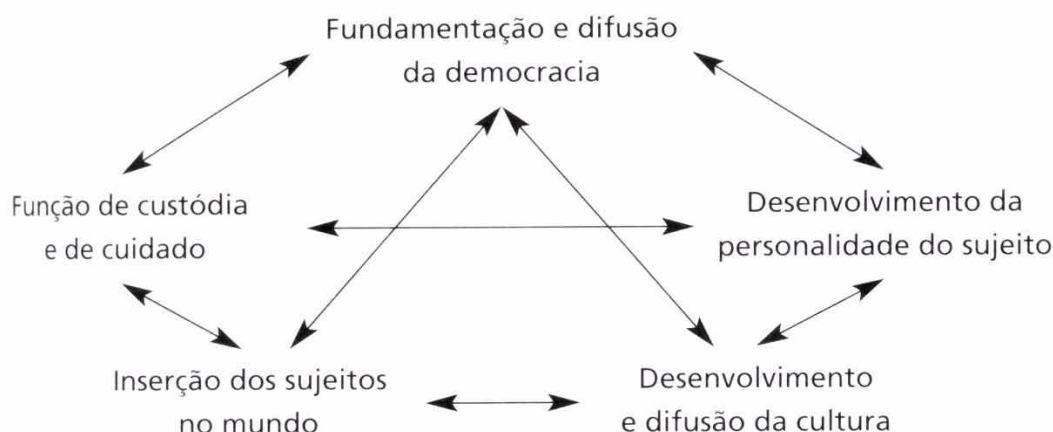 Fundamentação e difusão
da democracia
Função de custódia
e de cuidado
Desenvolvimento da
personalidade do sujeito
Inserção dos sujeitos
no mundo
Desenvolvimento
e difusão da cultura